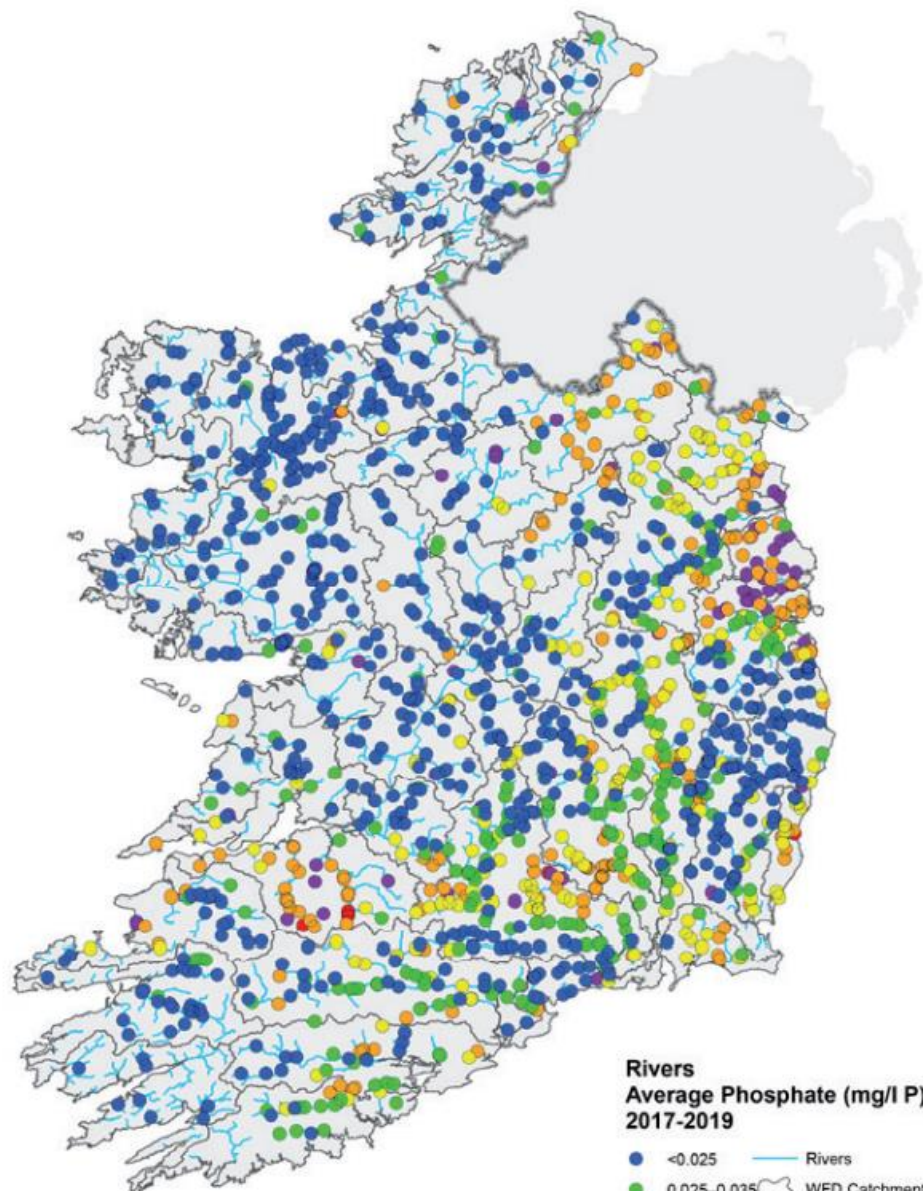 Rivers
Average Phosphate (mg/l P)
2017-2019
<0.025 Rivers
0.025-0.035 WFD Catchment